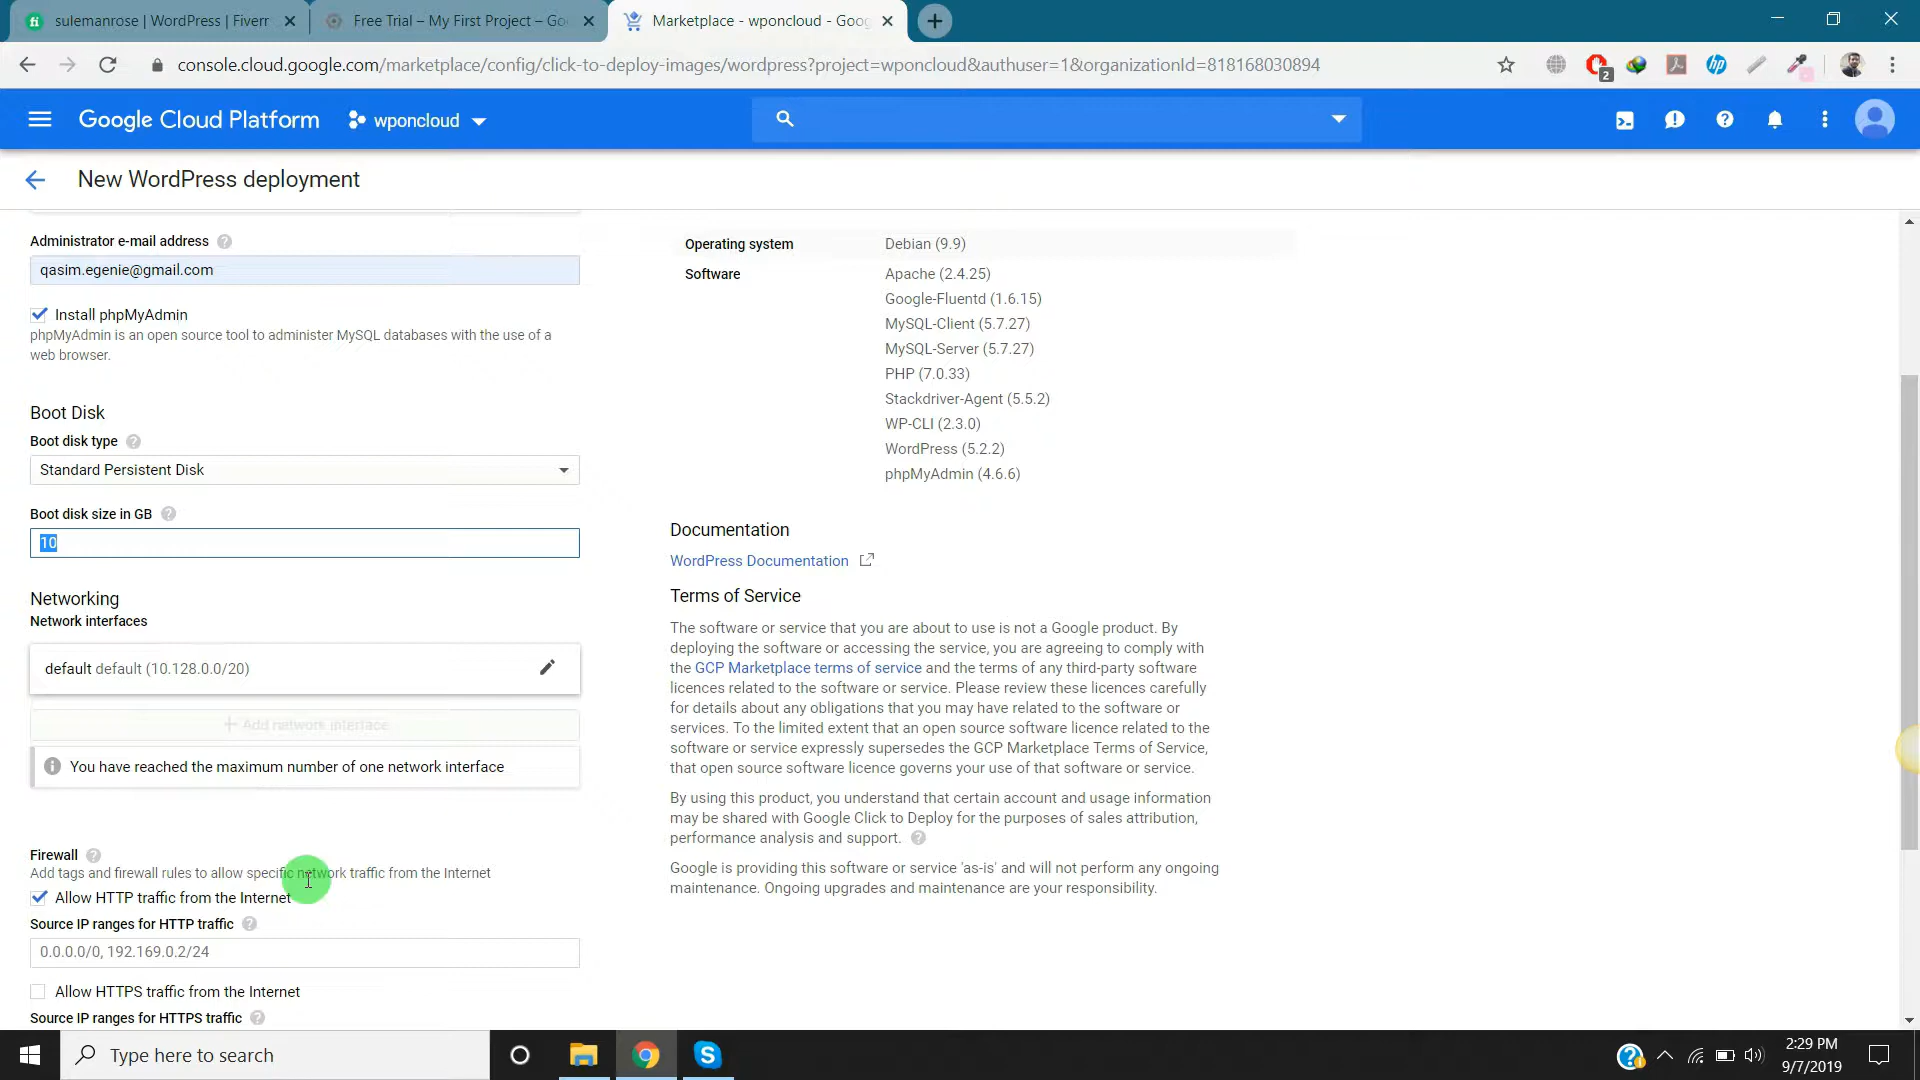 sulemanrose | WordPress | Fiverr
Free Trial – My First Project – Go
Marketplace - wponcloud - Goog
console.cloud.google.com/marketplace/config/click-to-deploy-images/wordpress?project=wponcloud&authuser=1&organizationId=818168030894
2
Google Cloud Platform
wponcloud
New WordPress deployment
Administrator e-mail address
qasim.egenie@gmail.com
Install phpMyAdmin
phpMyAdmin is an open source tool to administer MySQL databases with the use of a
web browser.
Boot Disk
Boot disk type
Standard Persistent Disk
Boot disk size in GB
10
Networking
Network interfaces
default default (10.128.0.0/20)
+ Add network interface
You have reached the maximum number of one network interface
Firewall
Add tags and firewall rules to allow specific network traffic from the Internet
Allow HTTP traffic from the Internet
Source IP ranges for HTTP traffic
0.0.0.0/0, 192.169.0.2/24
Allow HTTPS traffic from the Internet
Source IP ranges for HTTPS traffic
Operating system Debian (9.9)
Software Apache (2.4.25)
Google-Fluentd (1.6.15)
MySQL-Client (5.7.27)
MySQL-Server (5.7.27)
PHP (7.0.33)
Stackdriver-Agent (5.5.2)
WP-CLI (2.3.0)
WordPress (5.2.2)
phpMyAdmin (4.6.6)
Documentation
WordPress Documentation
Terms of Service
The software or service that you are about to use is not a Google product. By
deploying the software or accessing the service, you are agreeing to comply with
the GCP Marketplace terms of service and the terms of any third-party software
licences related to the software or service. Please review these licences carefully
for details about any obligations that you may have related to the software or
services. To the limited extent that an open source software licence related to the
software or service expressly supersedes the GCP Marketplace Terms of Service,
that open source software licence governs your use of that software or service.
By using this product, you understand that certain account and usage information
may be shared with Google Click to Deploy for the purposes of sales attribution,
performance analysis and support.
Google is providing this software or service 'as-is' and will not perform any ongoing
maintenance. Ongoing upgrades and maintenance are your responsibility.
Type here to search
2:29 PM
9/7/2019